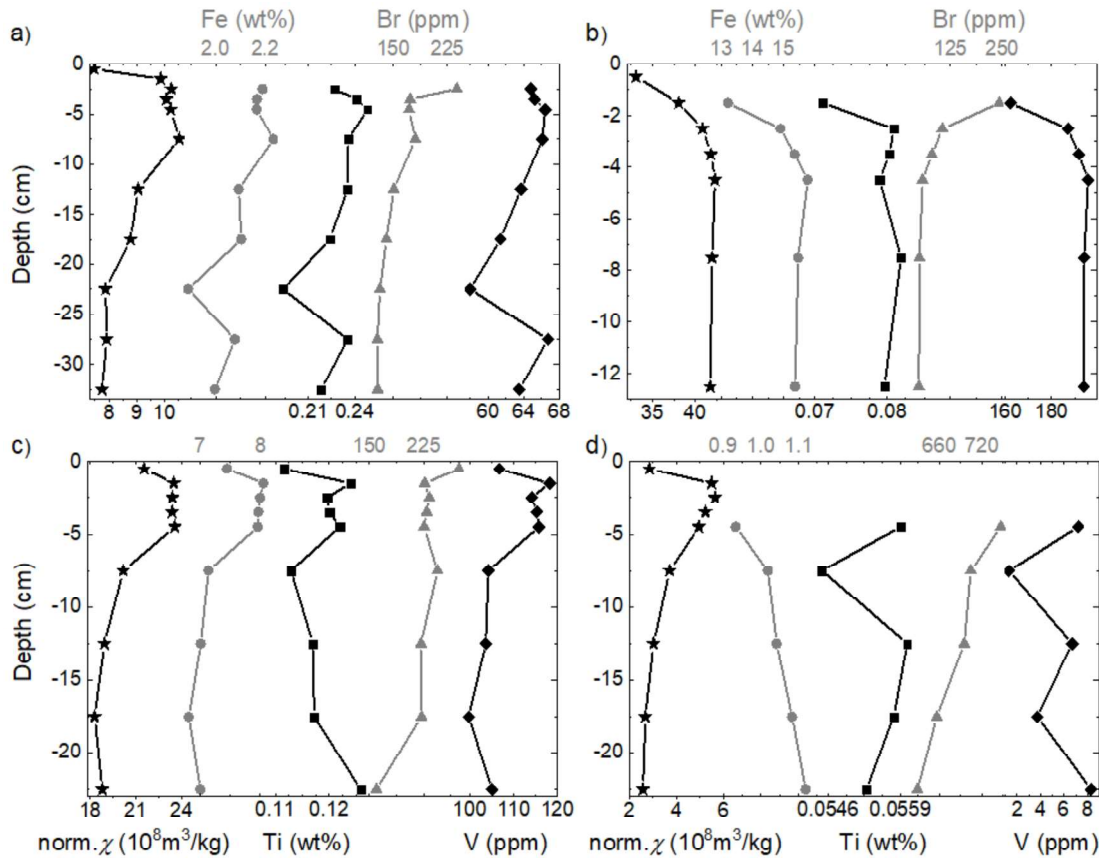 a) Fe (wt%) Br (ppm) b) Fe (wt%) Br (ppm)
2.0 2.2 150 225 13 14 15 125 250
0 0
-5 -2
-10 -4
-15 -6
-20 -8
-25 -10
-30 -12
Depth (cm)
8 9 10 0.21 0.24 60 64 68 35 40 0.07 0.08 160 180
c) 7 8 150 225 d) 0.9 1.0 1.1 660 720
0 0
-5 -5
-10 -10
-15 -15
-20 -20
Depth (cm)
18 24 0.11 0.12 100 110 120 2 4 6 0.0546 0.0559 2 4 6 8
norm. χ (10⁸m³/kg) Ti (wt%) V (ppm) norm. χ (10⁸m³/kg) Ti (wt%) V (ppm)